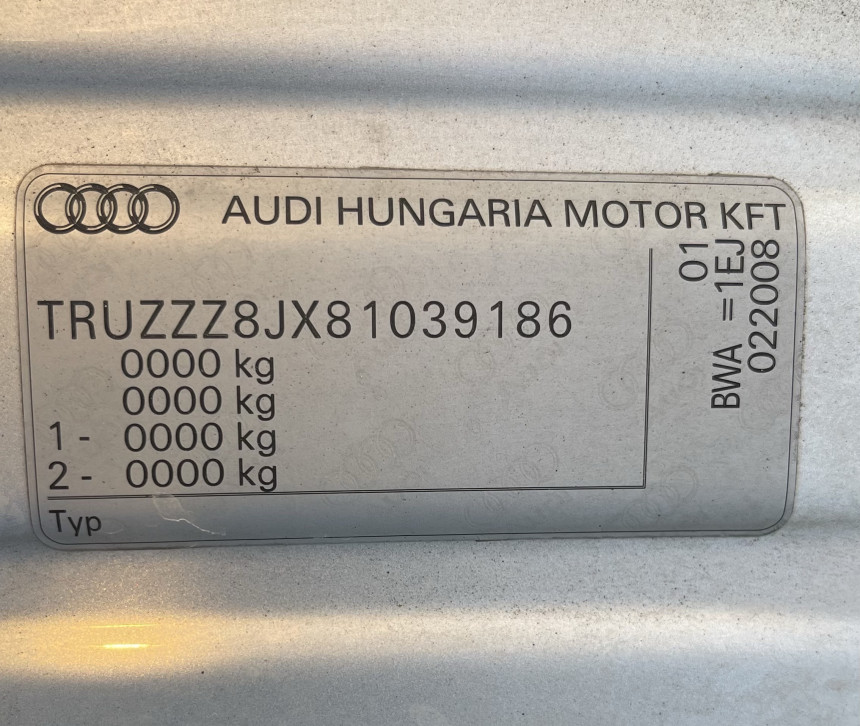 AUDI HUNGARIA MOTOR KFT
TRUZZZ8JX81039186
0000 kg
0000 kg
1 - 0000 kg
2 - 0000 kg
Typ
01
BWA =1EJ
022008